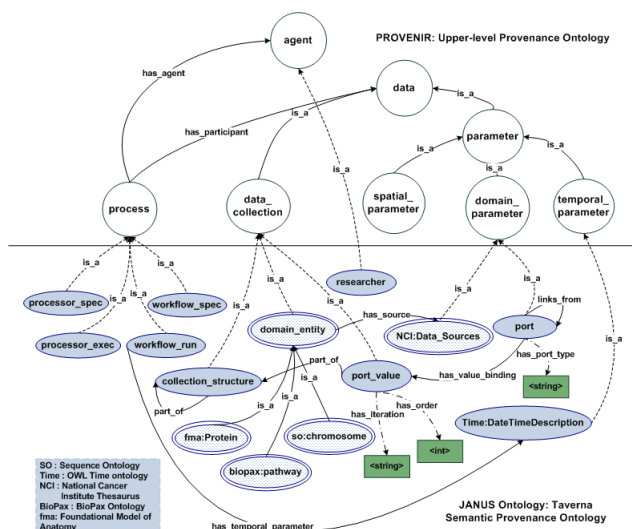 agent
PROVENIR: Upper-level Provenance Ontology
has_agent
data
is_a
has_participant
is_a
parameter
is_a
is_a
is_a
is_a
process
data_
collection
spatial_
parameter
domain_
parameter
temporal_
parameter
is_a
is_a
is_a
is_a
researcher
is_a
is_a
processor_spec
workflow_spec
is_a
is_a
is_a
links_from
domain_entity
has_source
port
processor_exec
workflow_run
NCI:Data_Sources
is_a
is_a
collection_structure
part_of
port_value
has_value_binding
has_port_type
<string>
part_of
is_a
is_a
is_a
has_iteration
has_order
fma:Protein
so:chromosome
Time:DateTimeDescription
biopax:pathway
<string>
<int>
SO : Sequence Ontology
Time : OWL Time ontology
NCI : National Cancer
Institute Thesaurus
BioPax : BioPax Ontology
fma: Foundational Model of
Anatomy
has_temporal_parameter
JANUS Ontology: Taverna
Semantic Provenance Ontology